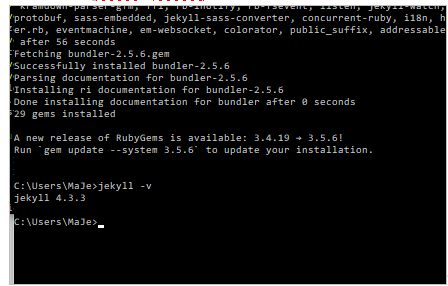 kramdown-parser-gfm, ffi, rb-inotify, rb-fsevent, listen, jekyll-watch,
protobuf, sass-embedded, jekyll-sass-converter, concurrent-ruby, i18n, h
er.rb, eventmachine, em-websocket, colorator, public_suffix, addressable
after 56 seconds
Fetching bundler-2.5.6.gem
Successfully installed bundler-2.5.6
Parsing documentation for bundler-2.5.6
Installing ri documentation for bundler-2.5.6
Done installing documentation for bundler after 0 seconds
29 gems installed
A new release of RubyGems is available: 3.4.19 → 3.5.6!
Run `gem update --system 3.5.6` to update your installation.
C:\Users\MaJe>jekyll -v
jekyll 4.3.3
C:\Users\MaJe>